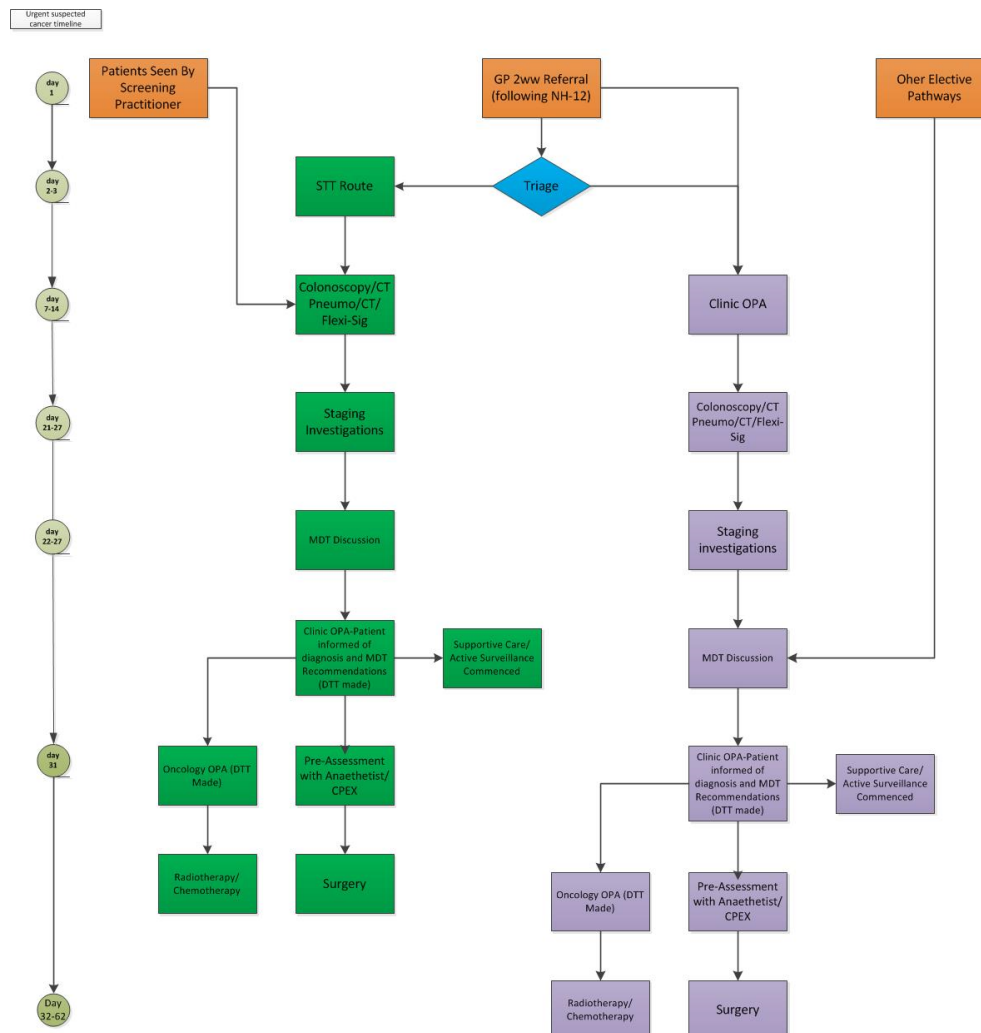 Urgent suspected
cancer timeline
day
1
Patients Seen By
Screening
Practitioner
GP 2ww Referral
(following NH-12)
Oher Elective
Pathways
day
2-3
STT Route
Triage
day
7-14
Colonoscopy/CT
Pneumo/CT/
Flexi-Sig
Clinic OPA
day
21-27
Staging
Investigations
Colonoscopy/CT
Pneumo/CT/Flexi-
Sig
day
22-27
MDT Discussion
Staging
investigations
Clinic OPA-Patient
informed of
diagnosis and MDT
Recommendations
(DTT made)
Supportive Care/
Active Surveillance
Commenced
MDT Discussion
day
31
Oncology OPA (DTT
Made)
Pre-Assessment
with Anaethetist/
CPEX
Clinic OPA-Patient
informed of
diagnosis and MDT
Recommendations
(DTT made)
Supportive Care/
Active Surveillance
Commenced
Radiotherapy/
Chemotherapy
Surgery
Oncology OPA (DTT
Made)
Pre-Assessment
with Anaethetist/
CPEX
Day
32-62
Radiotherapy/
Chemotherapy
Surgery